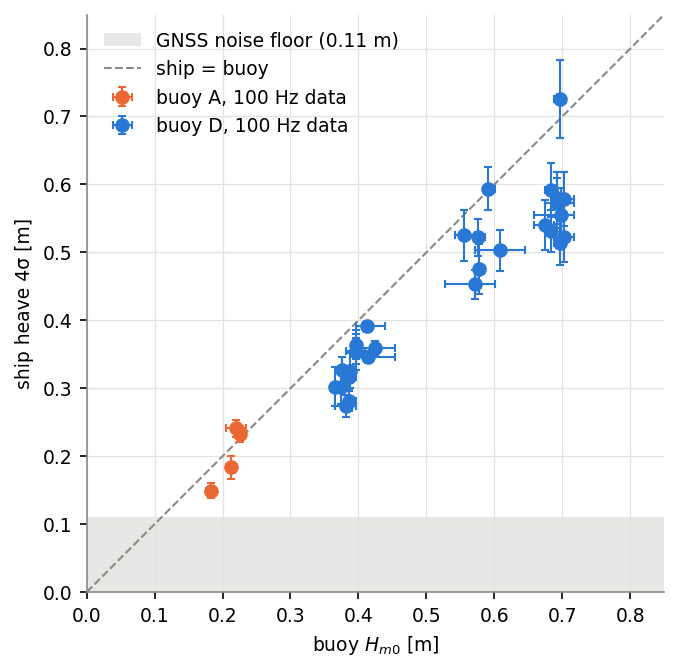 GNSS noise floor (0.11 m)
ship = buoy
buoy A, 100 Hz data
buoy D, 100 Hz data
ship heave 4σ [m]
0.8
0.7
0.6
0.5
0.4
0.3
0.2
0.1
0.0
0.0 0.1 0.2 0.3 0.4 0.5 0.6 0.7 0.8
buoy H_{m0} [m]